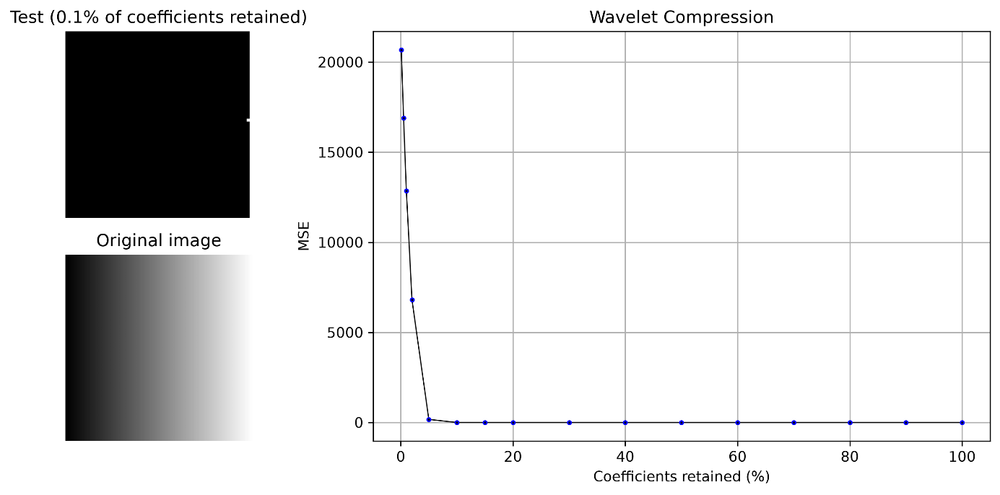 Test (0.1% of coefficients retained)
Original image
Wavelet Compression
MSE
20000
15000
10000
5000
0
0 20 40 60 80 100
Coefficients retained (%)